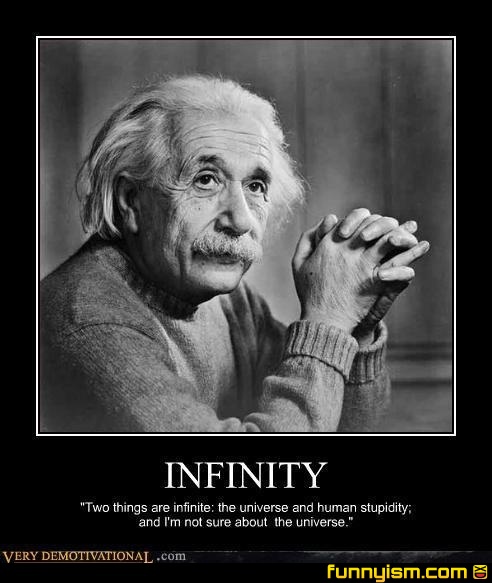 INFINITY
"Two things are infinite: the universe and human stupidity;
and I'm not sure about the universe."
VERY DEMOTIVATIONAL .com
funnyism.com